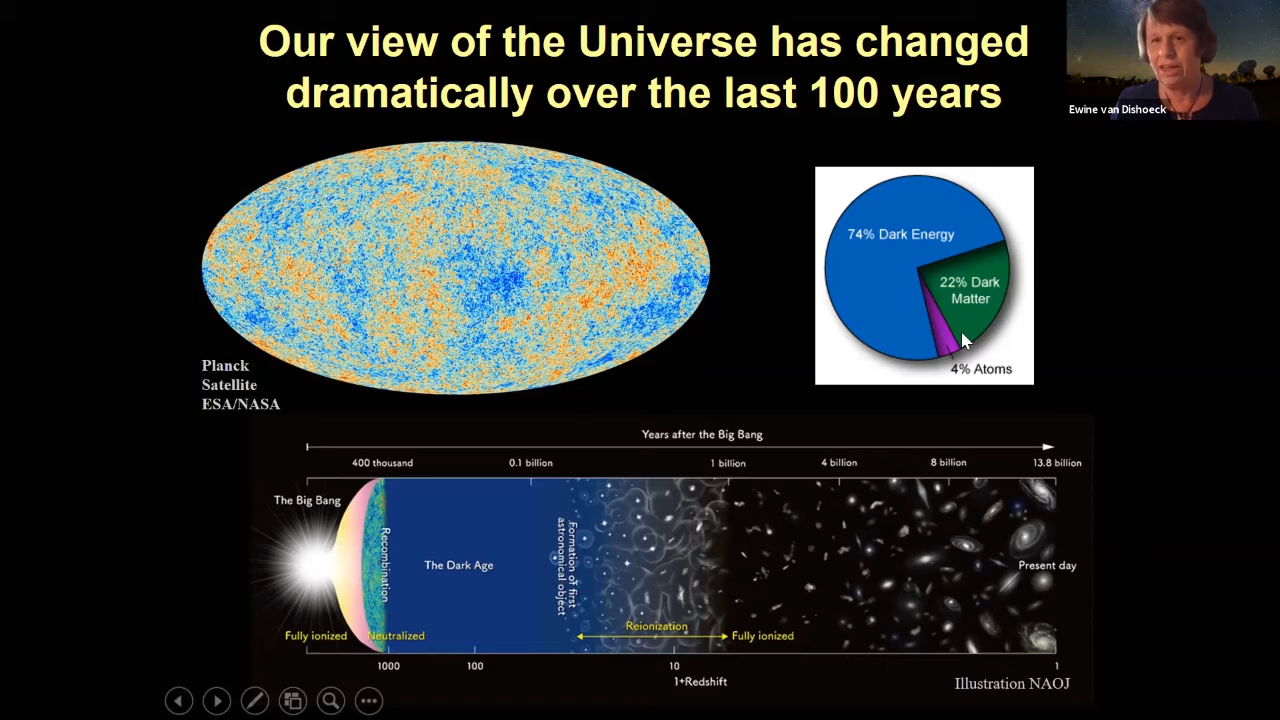 Our view of the Universe has changed
dramatically over the last 100 years
Ewine van Dishoeck
74% Dark Energy
22% Dark
Matter
4% Atoms
Planck
Satellite
ESA/NASA
Years after the Big Bang
400 thousand 0.1 billion 1 billion 4 billion 8 billion 13.8 billion
The Big Bang
Recombination
The Dark Age
Formation of first
astronomical object
Present day
Fully ionized Neutralized Reionization Fully ionized
1000 100 10 1
1+Redshift
Illustration NAOJ